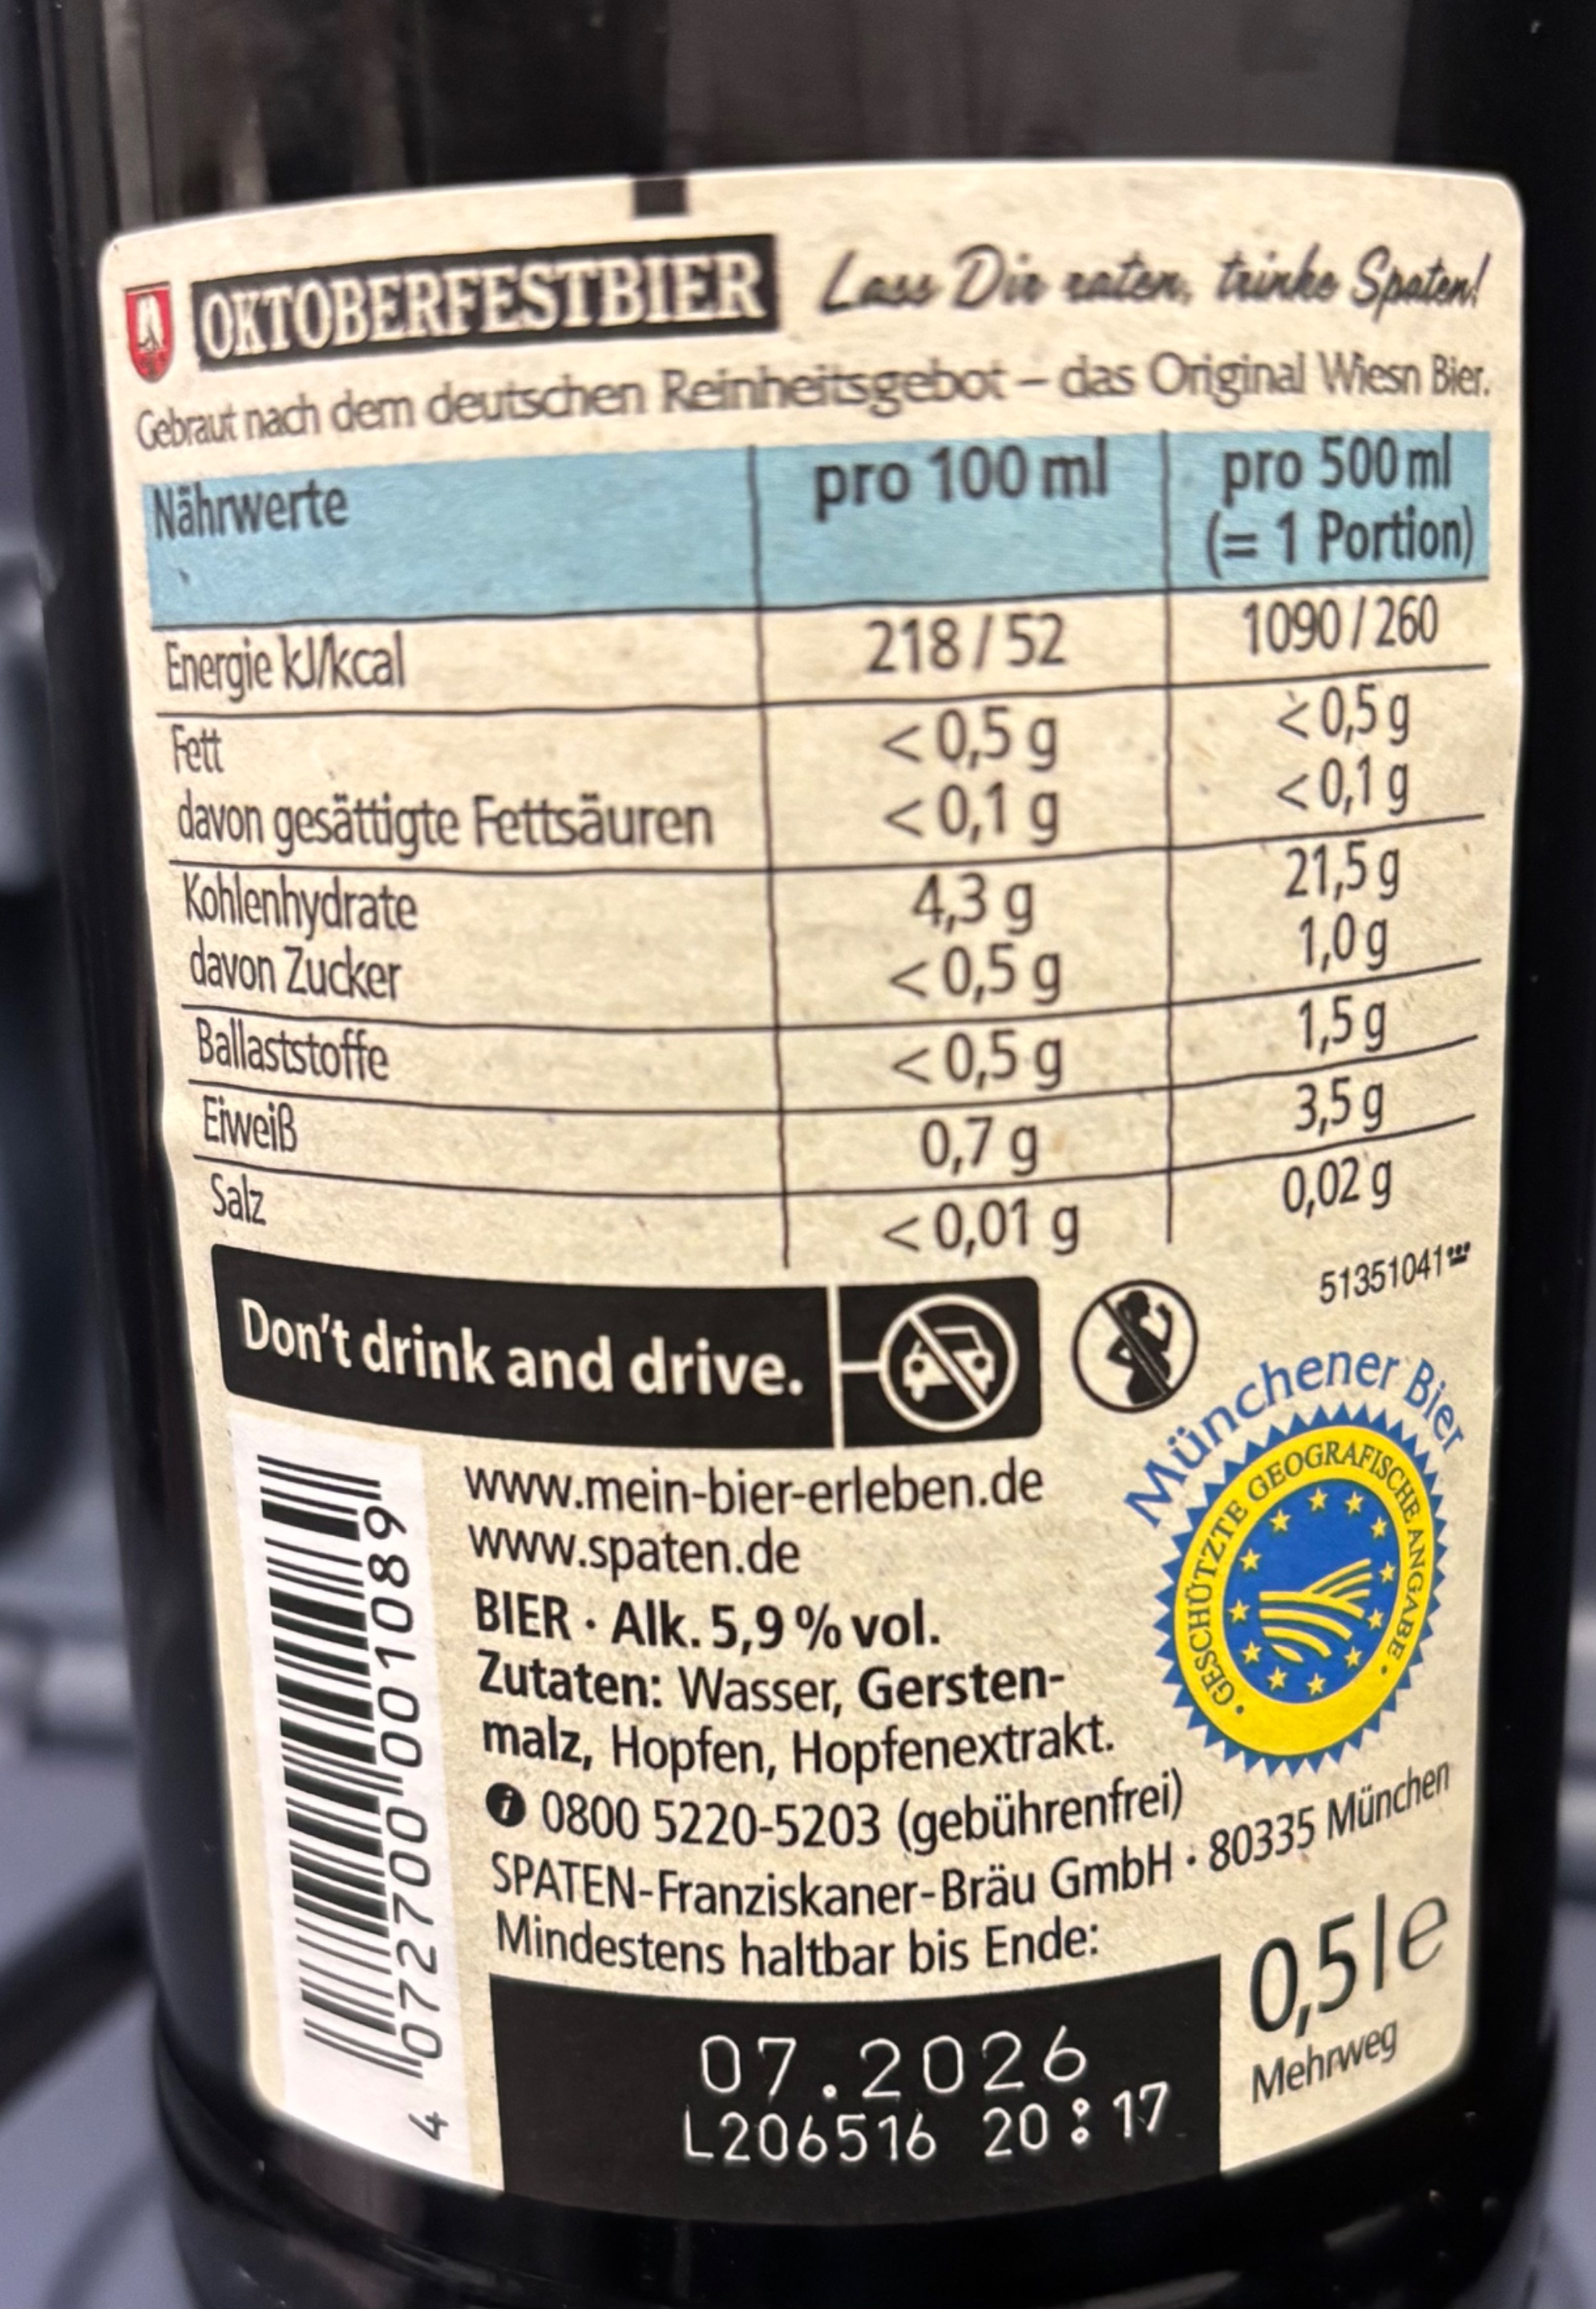 OKTOBERFESTBIER Lass Dir raten, trinke Spaten!
Gebraut nach dem deutschen Reinheitsgebot – das Original Wiesn Bier.
Nährwerte pro 100 ml pro 500 ml
(= 1 Portion)
Energie kJ/kcal 218 / 52 1090 / 260
Fett < 0,5 g < 0,5 g
davon gesättigte Fettsäuren < 0,1 g < 0,1 g
Kohlenhydrate 4,3 g 21,5 g
davon Zucker < 0,5 g 1,0 g
Ballaststoffe < 0,5 g 1,5 g
Eiweiß 0,7 g 3,5 g
Salz < 0,01 g 0,02 g
51351041
Don't drink and drive.
Münchener Bier
GESCHÜTZTE GEOGRAFISCHE ANGABE
www.mein-bier-erleben.de
www.spaten.de
BIER · Alk. 5,9 % vol.
Zutaten: Wasser, Gersten-
malz, Hopfen, Hopfenextrakt.
i 0800 5220-5203 (gebührenfrei)
SPATEN-Franziskaner-Bräu GmbH · 80335 München
Mindestens haltbar bis Ende:
0,5 l e
Mehrweg
07.2026
L206516 20:17
4 072700 001089